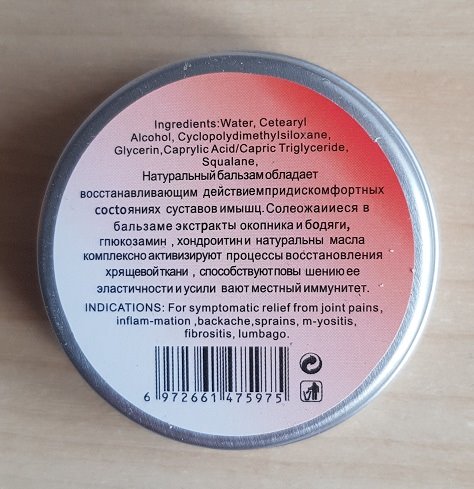 Ingredients:Water, Cetearyl
Alcohol, Cyclopolydimethylsiloxane,
Glycerin,Caprylic Acid/Capric Triglyceride,
Squalane,
Натуральный бальзам обладает
восстанавливающим действиемпридискомфортных
состояниях суставов имышц.Солеожаииеся в
бальзаме экстракты окопника и бодяги,
гпюкозамин , хондроитин и натуральны масла
комплексно активизируют процессы восстановления
хрящевой ткани , способствуют повы шению ее
эластичности и усили вают местный иммунитет.
INDICATIONS: For symptomatic relief from joint pains,
inflam-mation ,backache,sprains, m-yositis,
fibrositis, lumbago.
6 972661 475975